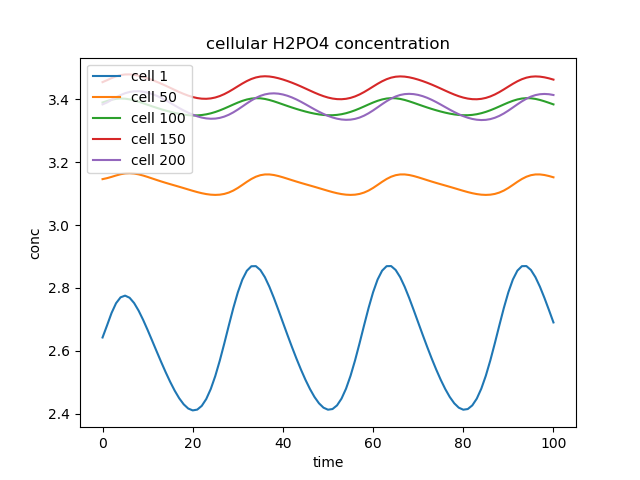 cellular H2PO4 concentration
cell 1
cell 50
cell 100
cell 150
cell 200
3.4
3.2
3.0
2.8
2.6
2.4
conc
0 20 40 60 80 100
time